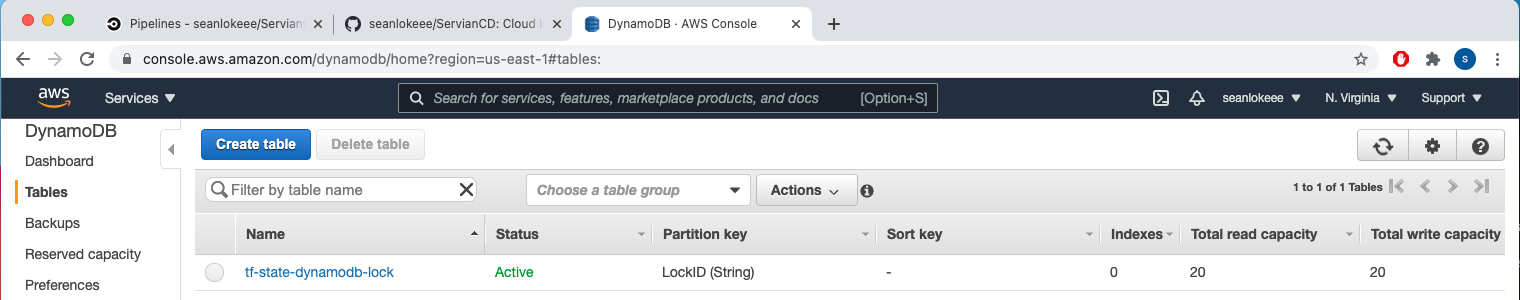 Pipelines - seanlokeee/Servian
seanlokeee/ServianCD: Cloud I
DynamoDB · AWS Console
console.aws.amazon.com/dynamodb/home?region=us-east-1#tables:
S
aws Services Search for services, features, marketplace products, and docs [Option+S] seanlokeee N. Virginia Support
DynamoDB
Dashboard
Tables
Backups
Reserved capacity
Preferences
Create table Delete table
Filter by table name Choose a table group Actions 1 to 1 of 1 Tables
Name Status Partition key Sort key Indexes Total read capacity Total write capacity
tf-state-dynamodb-lock Active LockID (String) - 0 20 20